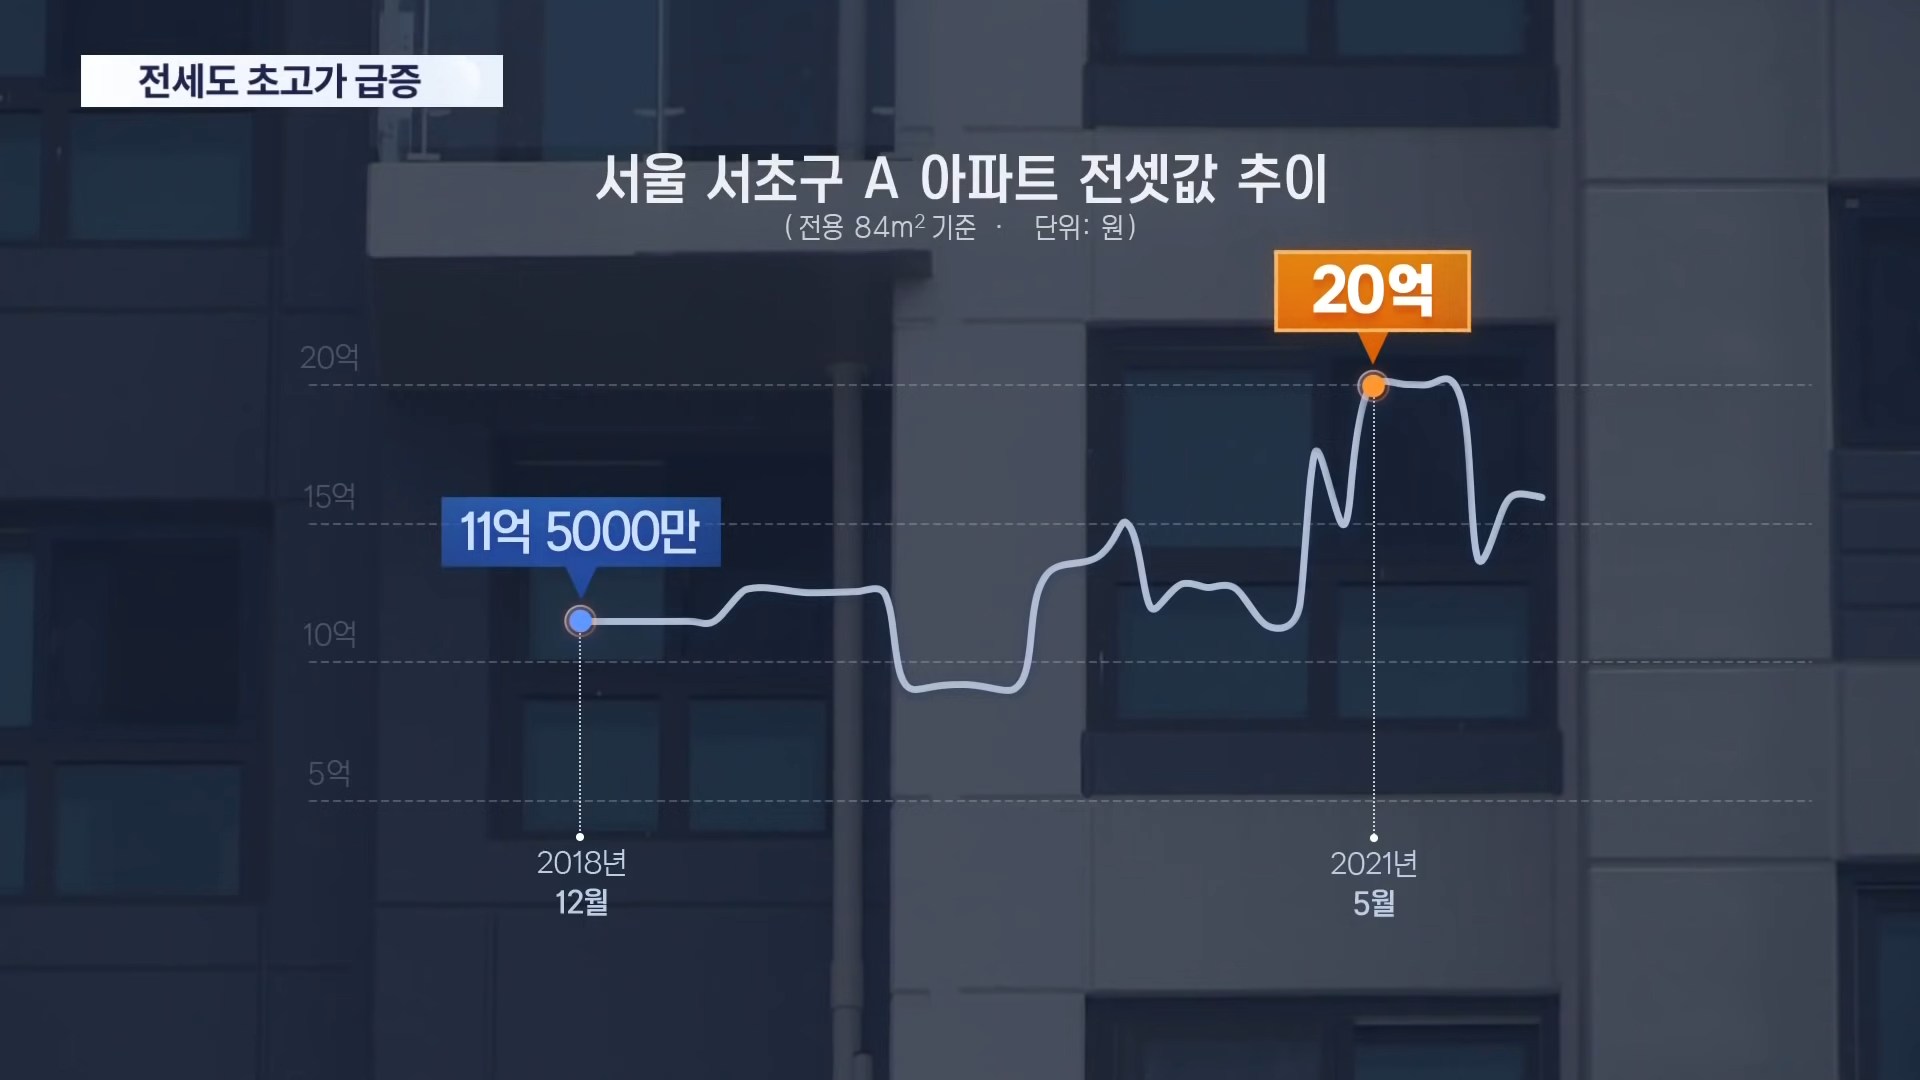 전세도 초고가 급증
서울 서초구 A 아파트 전셋값 추이
(전용 84m² 기준 · 단위: 원)
20억
20억
15억
11억 5000만
10억
5억
2018년
12월
2021년
5월